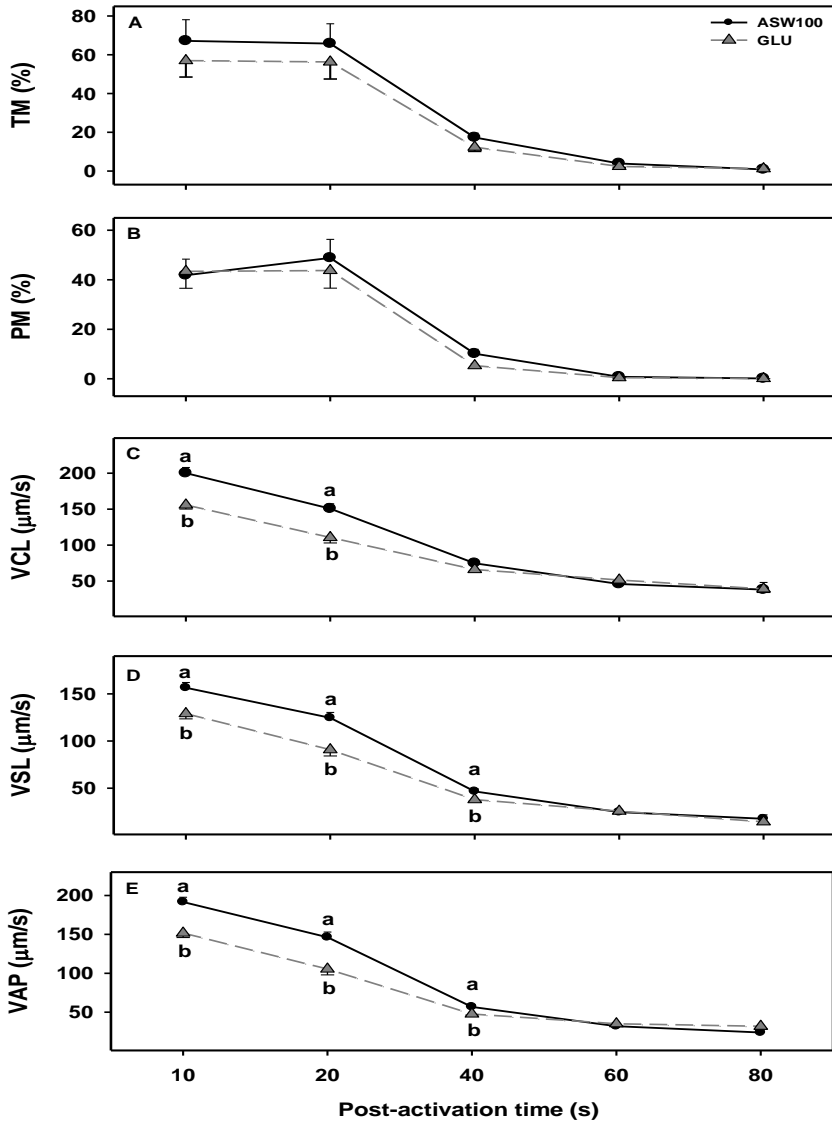 A
ASW100
GLU
80
60
40
20
0
TM (%)
B
60
40
20
0
PM (%)
C
a
a
b
b
200
150
100
50
VCL (μm/s)
D
a
a
a
b
b
b
150
100
50
VSL (μm/s)
E
a
a
a
b
b
b
200
150
100
50
VAP (μm/s)
10 20 40 60 80
Post-activation time (s)